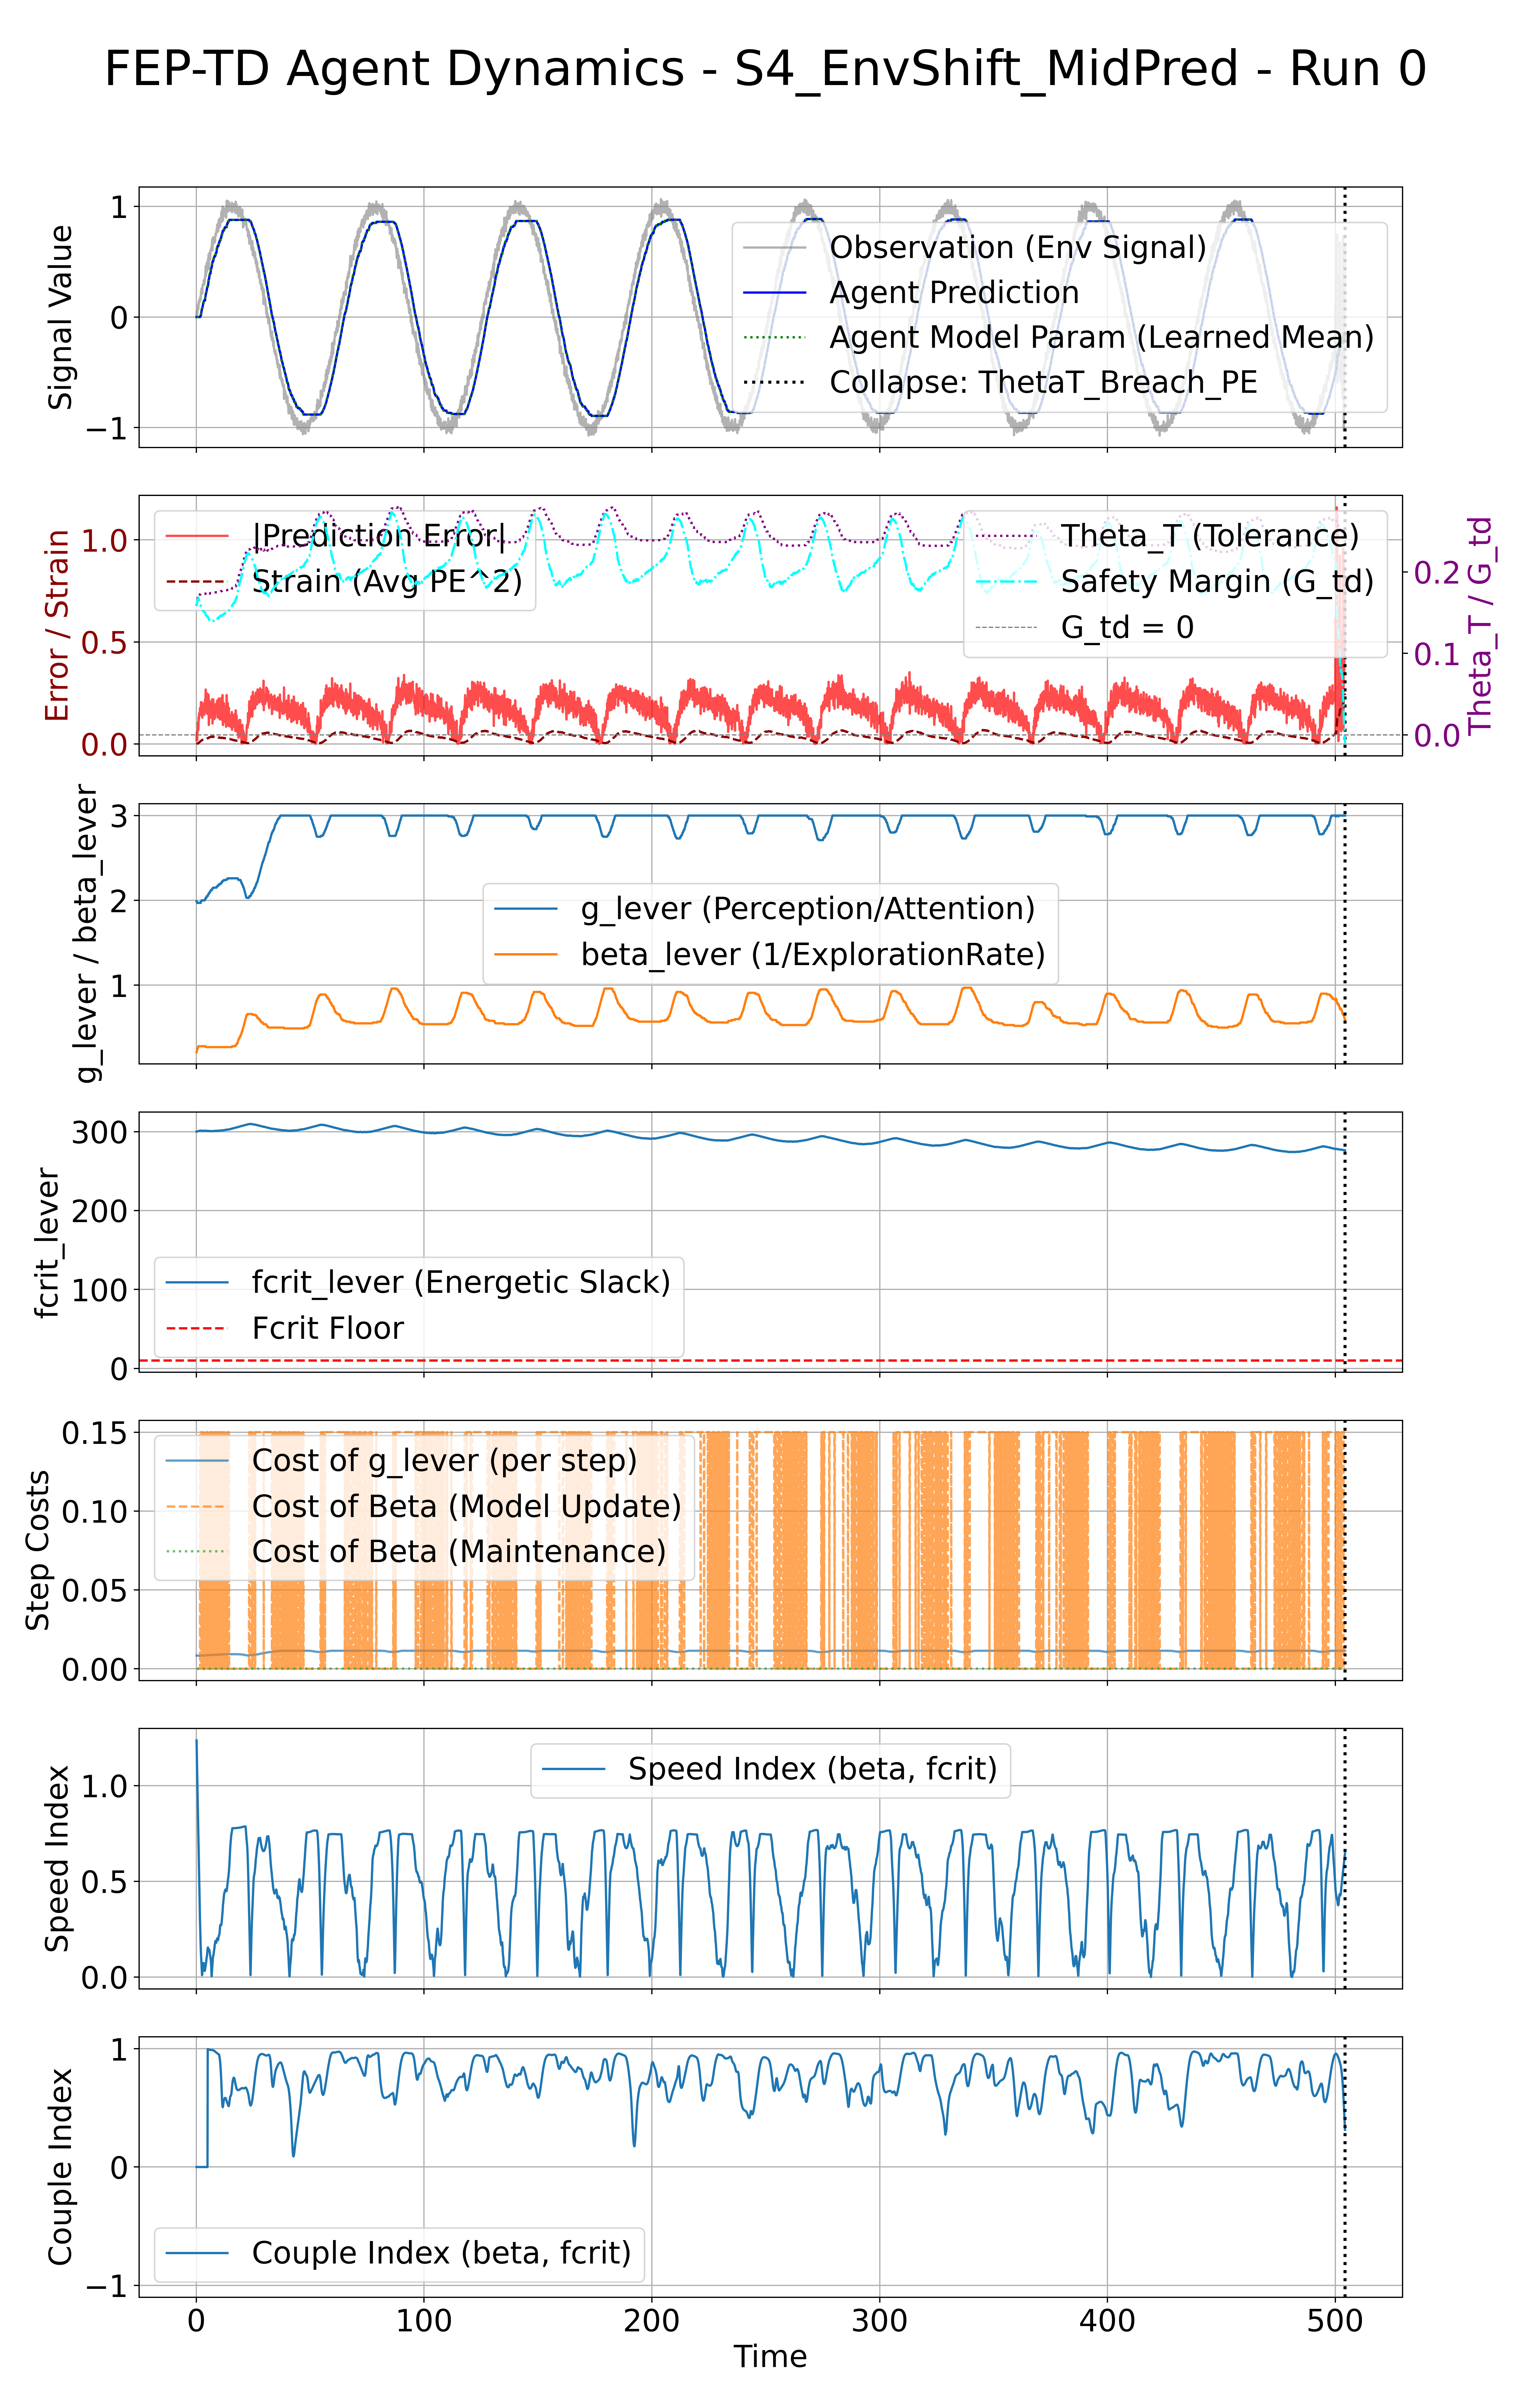 FEP-TD Agent Dynamics - S4_EnvShift_MidPred - Run 0
Signal Value
1
0
−1
Observation (Env Signal)
Agent Prediction
Agent Model Param (Learned Mean)
Collapse: ThetaT_Breach_PE
Error / Strain
1.0
0.5
0.0
|Prediction Error|
Strain (Avg PE^2)
Theta_T (Tolerance)
Safety Margin (G_td)
G_td = 0
0.2
0.1
0.0
Theta_T / G_td
g_lever / beta_lever
3
2
1
g_lever (Perception/Attention)
beta_lever (1/ExplorationRate)
fcrit_lever
300
200
100
0
fcrit_lever (Energetic Slack)
Fcrit Floor
Step Costs
0.15
0.10
0.05
0.00
Cost of g_lever (per step)
Cost of Beta (Model Update)
Cost of Beta (Maintenance)
Speed Index
1.0
0.5
0.0
Speed Index (beta, fcrit)
Couple Index
1
0
−1
Couple Index (beta, fcrit)
0 100 200 300 400 500
Time